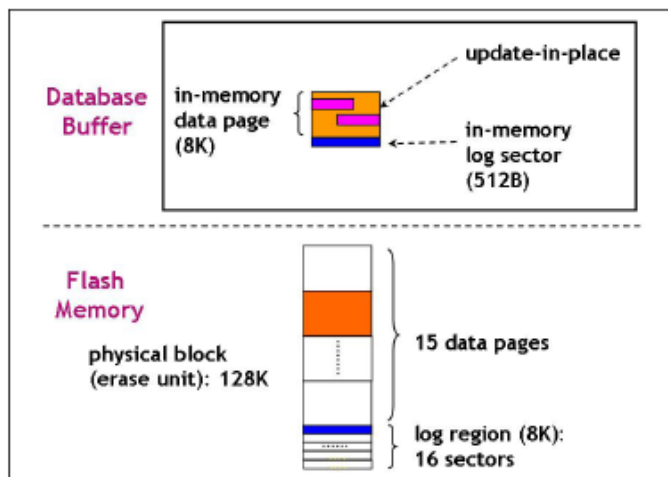 Database
Buffer
in-memory
data page
(8K)
update-in-place
in-memory
log sector
(512B)
Flash
Memory
physical block
(erase unit): 128K
15 data pages
log region (8K):
16 sectors